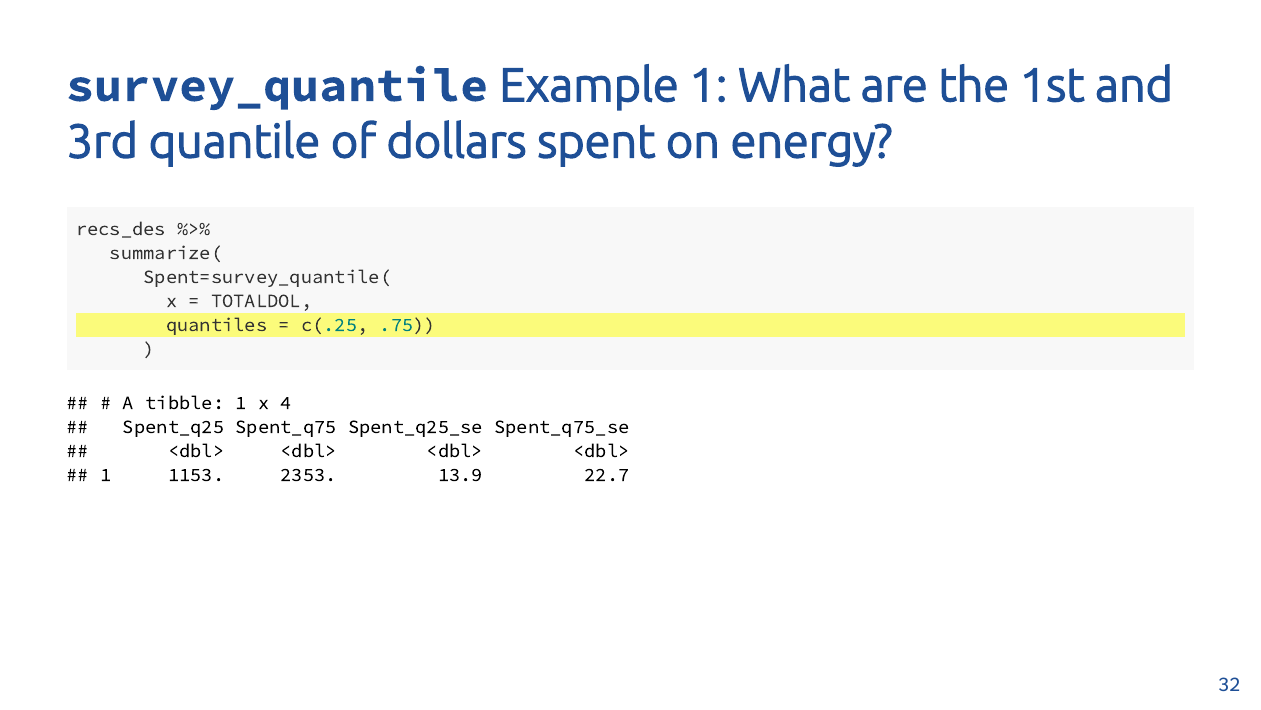 survey_quantile Example 1: What are the 1st and
3rd quantile of dollars spent on energy?
recs_des %>%
   summarize(
      Spent=survey_quantile(
        x = TOTALDOL,
        quantiles = c(.25, .75))
      )
## # A tibble: 1 x 4
##   Spent_q25 Spent_q75 Spent_q25_se Spent_q75_se
##       <dbl>     <dbl>        <dbl>        <dbl>
## 1     1153.     2353.         13.9         22.7
32